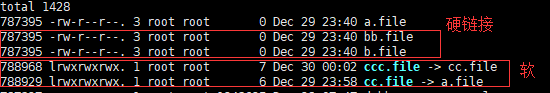 total 1428
787395 -rw-r--r--. 3 root root 0 Dec 29 23:40 a.file
硬链接
787395 -rw-r--r--. 3 root root 0 Dec 29 23:40 bb.file
787395 -rw-r--r--. 3 root root 0 Dec 29 23:40 b.file
788968 lrwxrwxrwx. 1 root root 7 Dec 30 00:02 ccc.file -> cc.file
软
788929 lrwxrwxrwx. 1 root root 6 Dec 29 23:58 cc.file -> a.file